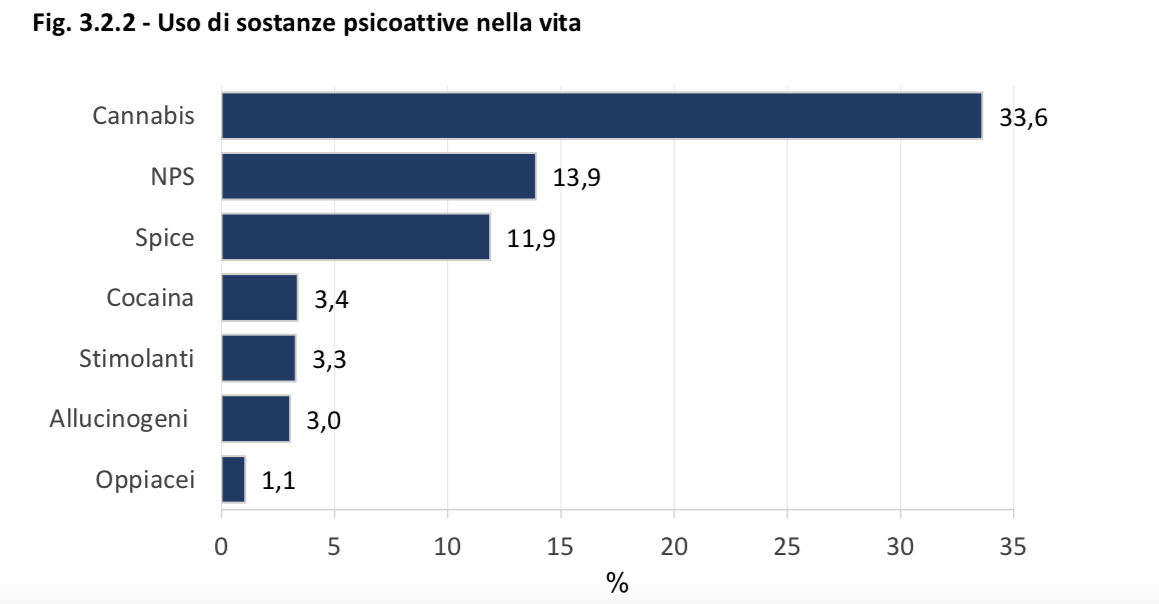 Fig. 3.2.2 - Uso di sostanze psicoattive nella vita
Cannabis 33,6
NPS 13,9
Spice 11,9
Cocaina 3,4
Stimolanti 3,3
Allucinogeni 3,0
Oppiacei 1,1
0 5 10 15 20 25 30 35
%